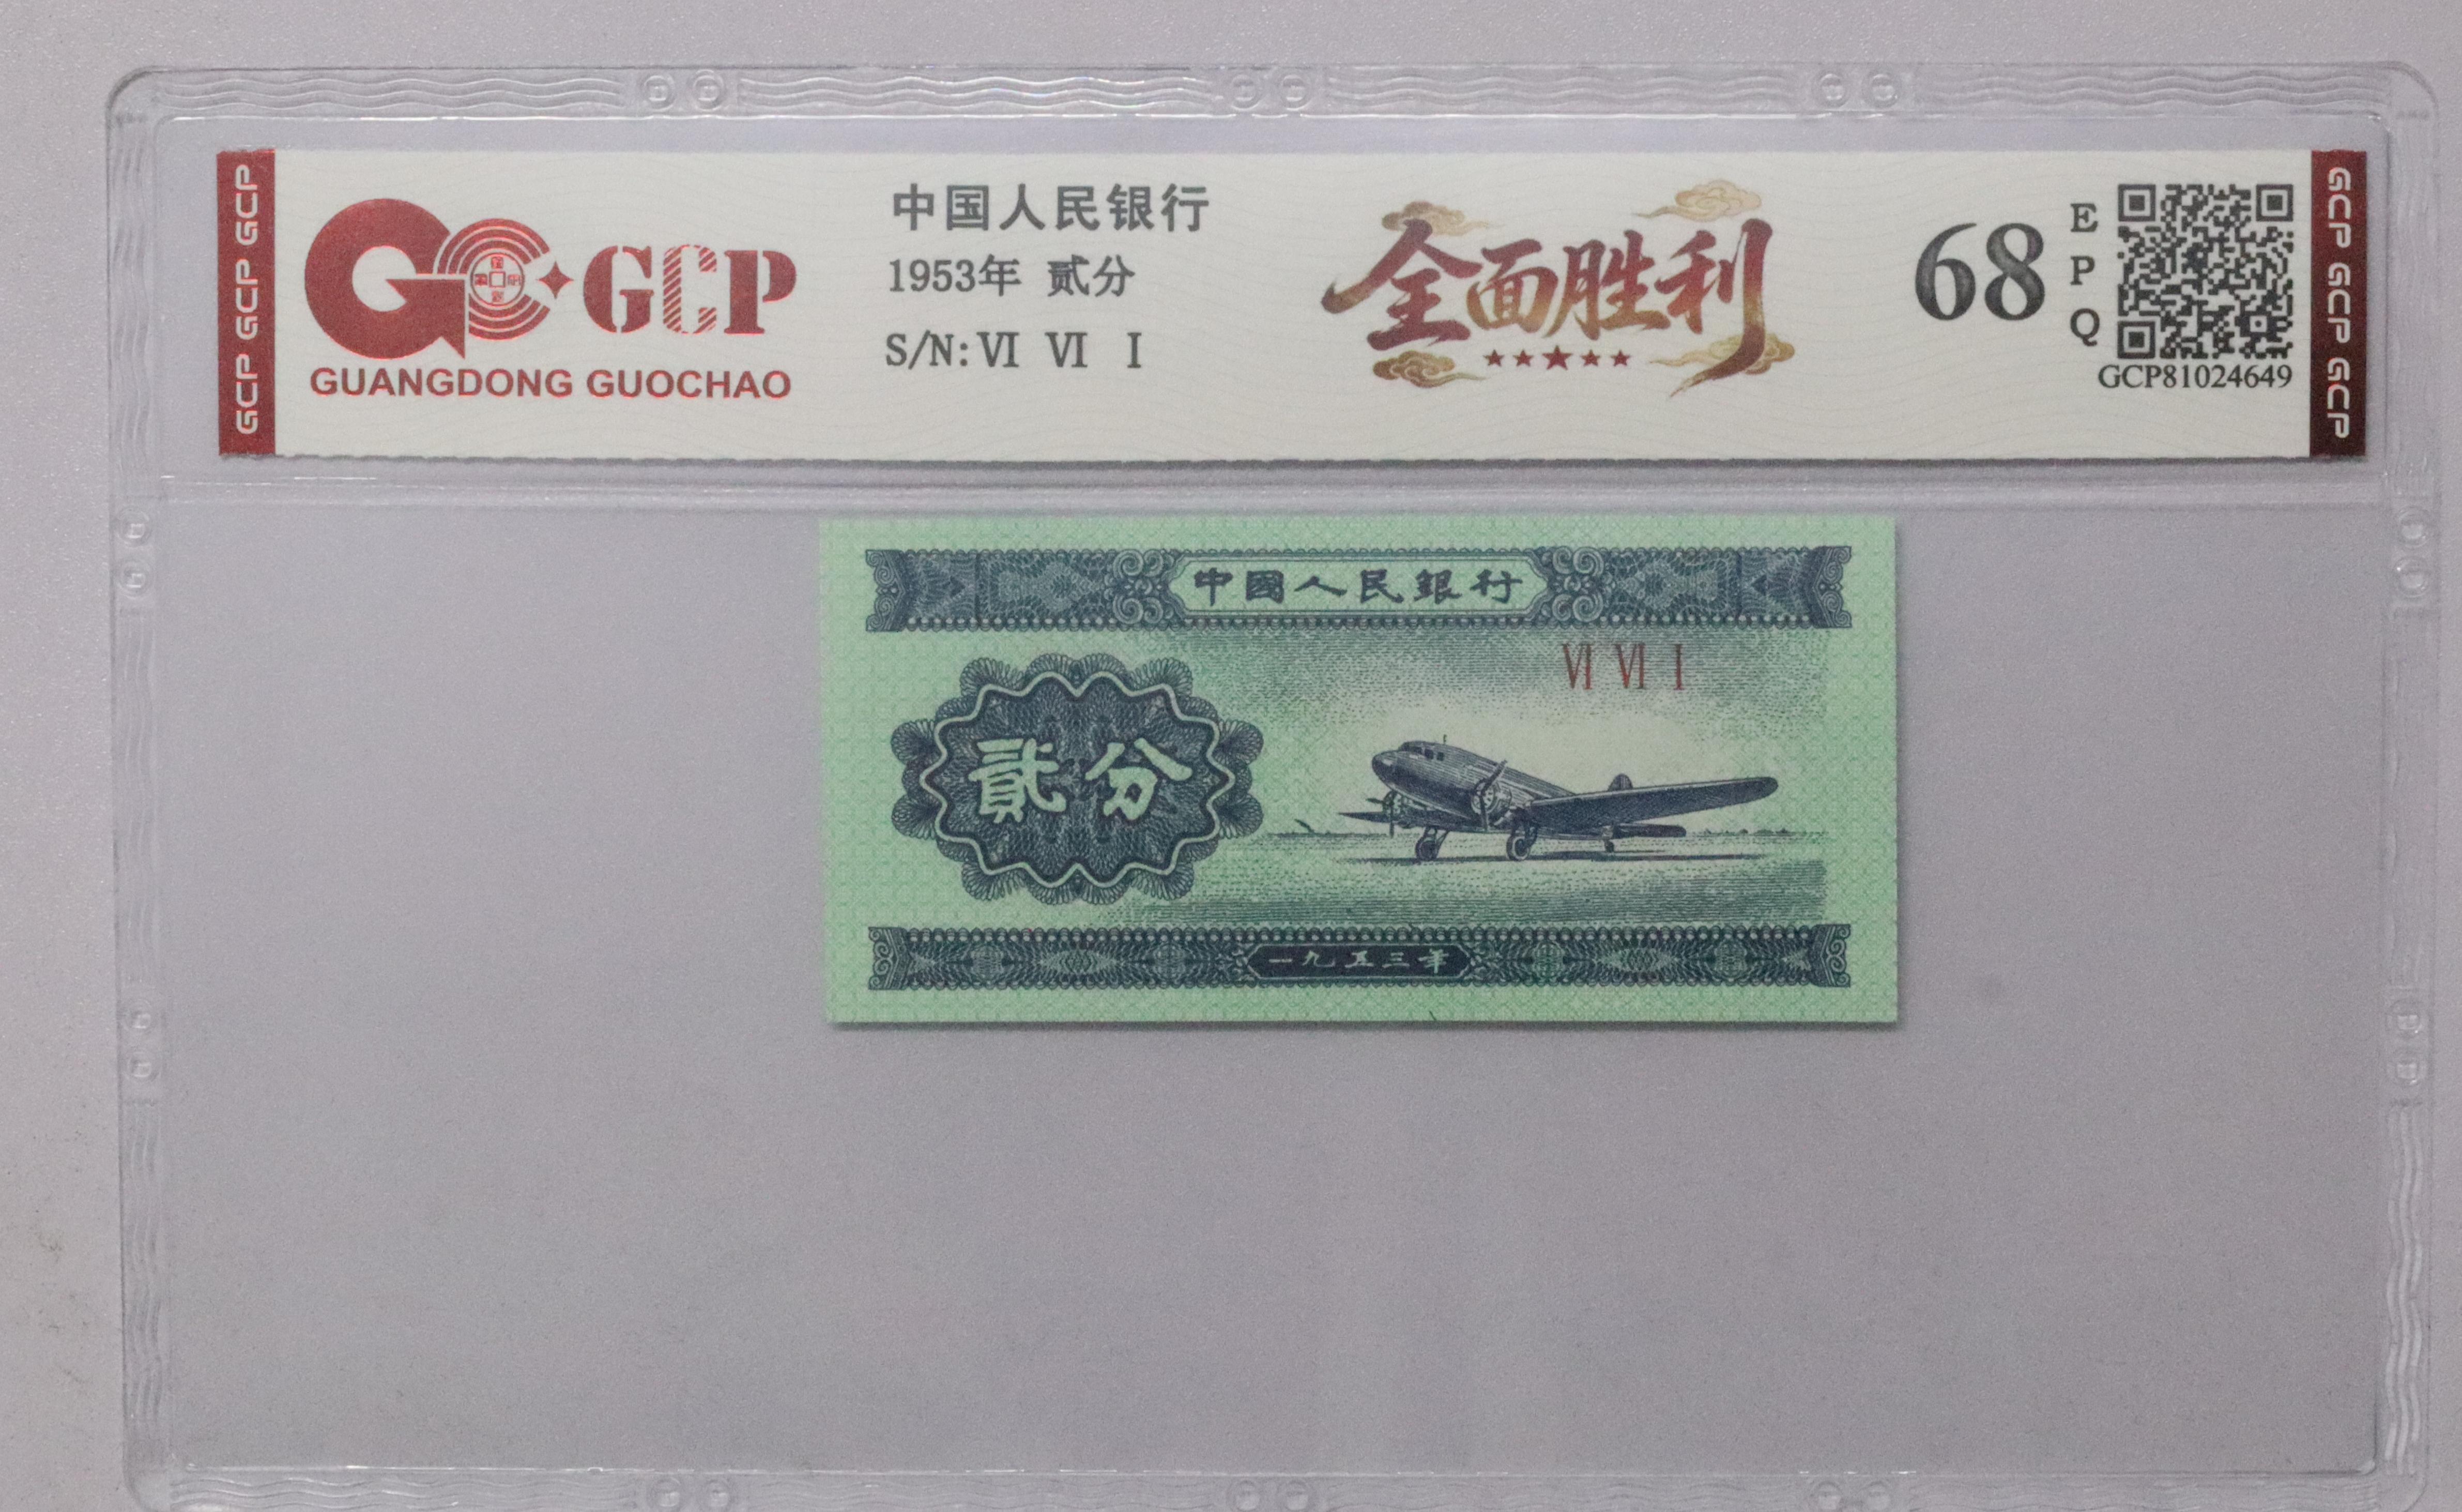 GCP GCP GCP
GCP
GUANGDONG GUOCHAO
中国人民银行
1953年 贰分
S/N: VI VI I
全面胜利
68
E
P
Q
GCP81024649
GCP GCP GCP
中國人民銀行
VI VI I
貳分
一九五三年